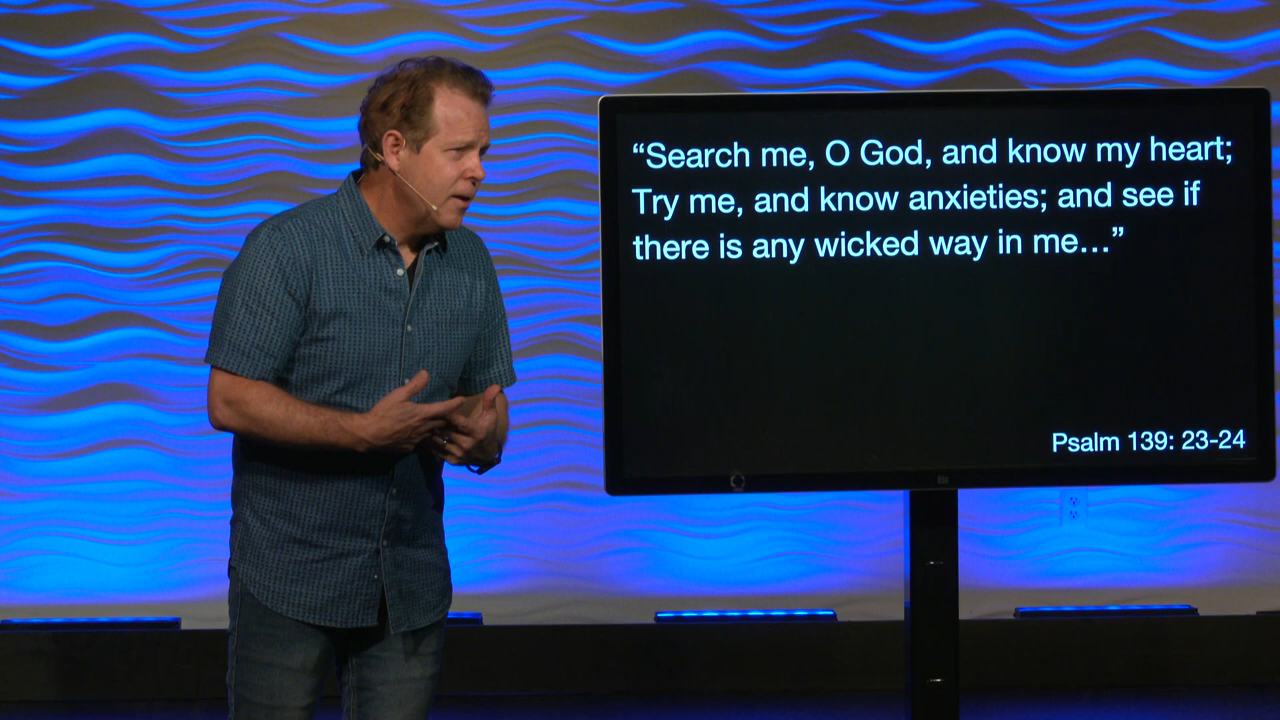 “Search me, O God, and know my heart;
Try me, and know anxieties; and see if
there is any wicked way in me…”
Psalm 139: 23-24